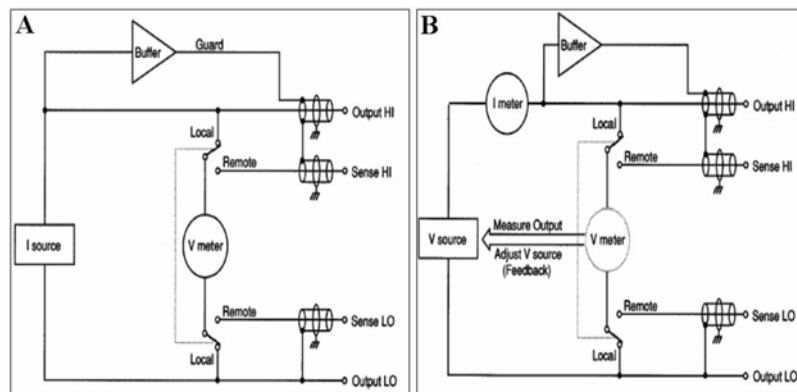 A
Buffer
Guard
Output HI
Local
Remote
Sense HI
I source
V meter
Remote
Sense LO
Local
Output LO
B
Buffer
I meter
Output HI
Local
Remote
Sense HI
Measure Output
V source
V meter
Adjust V source
(Feedback)
Remote
Sense LO
Local
Output LO